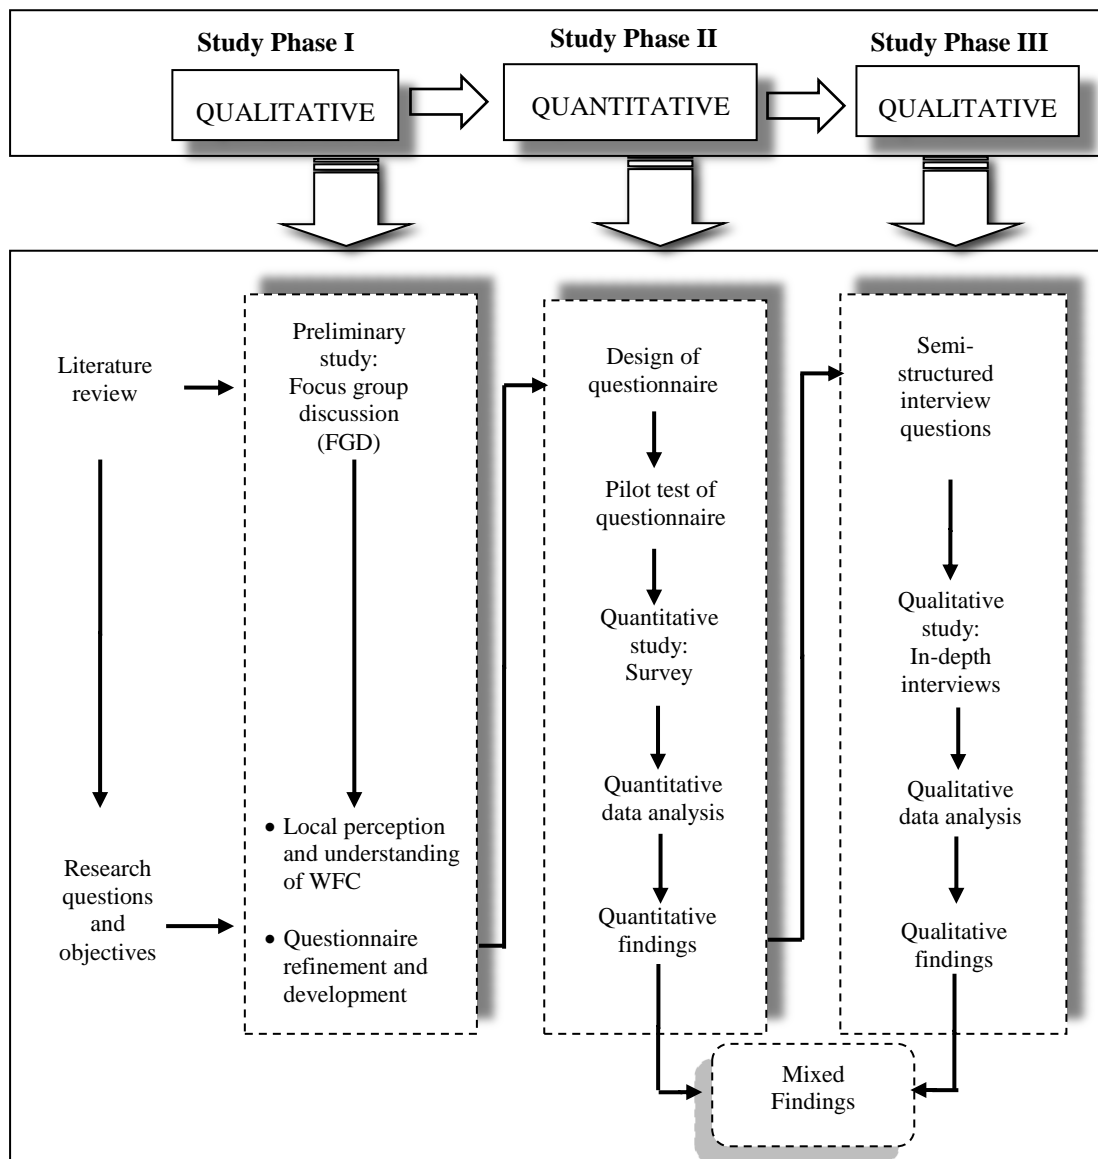 Study Phase I
Study Phase II
Study Phase III
QUALITATIVE
QUANTITATIVE
QUALITATIVE
Literature
review
Research
questions
and
objectives
Preliminary
study:
Focus group
discussion
(FGD)
• Local perception
and understanding
of WFC
• Questionnaire
refinement and
development
Design of
questionnaire
Pilot test of
questionnaire
Quantitative
study:
Survey
Quantitative
data analysis
Quantitative
findings
Semi-
structured
interview
questions
Qualitative
study:
In-depth
interviews
Qualitative
data analysis
Qualitative
findings
Mixed
Findings